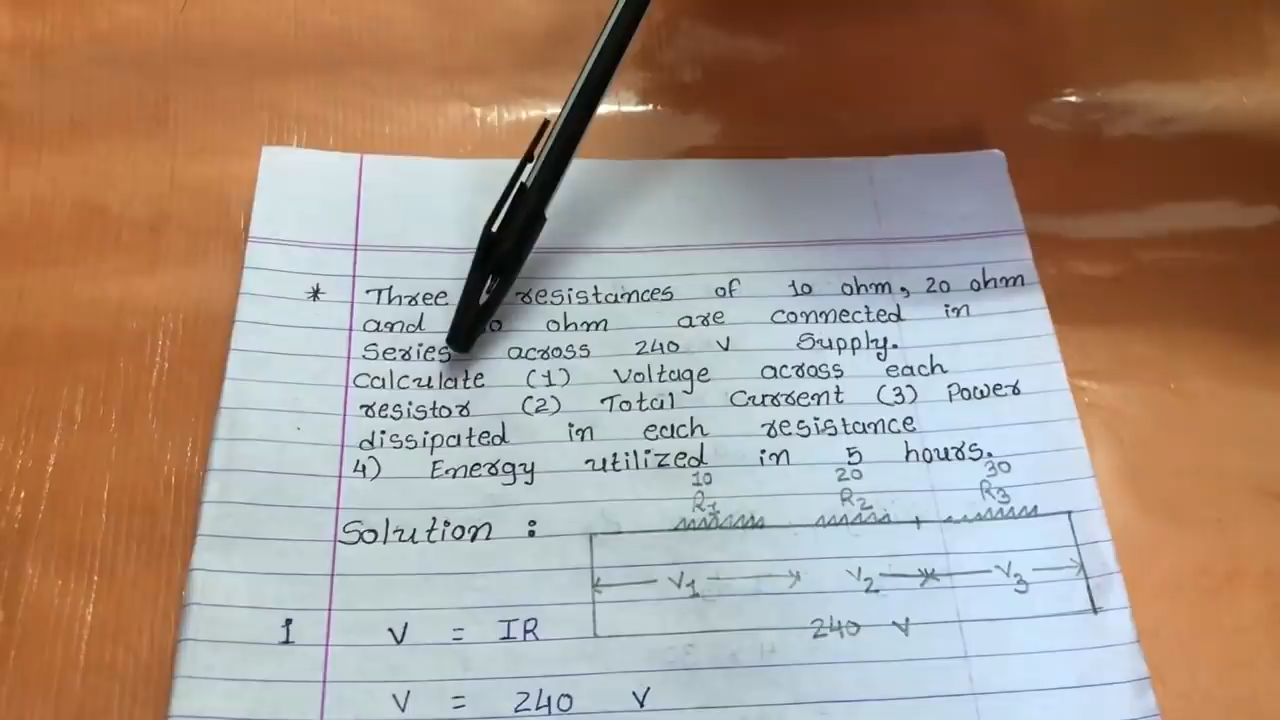 * Three resistances of 10 ohm, 20 ohm
and ohm are connected in
Series across 240 V Supply.
Calculate (1) Voltage across each
resistor (2) Total Current (3) Power
dissipated in each resistance
4) Energy utilized in 5 hours.
10 20 30
R1 R2 R3
Solution :
V1 V2 V3
240 V
1 V = IR
V = 240 V